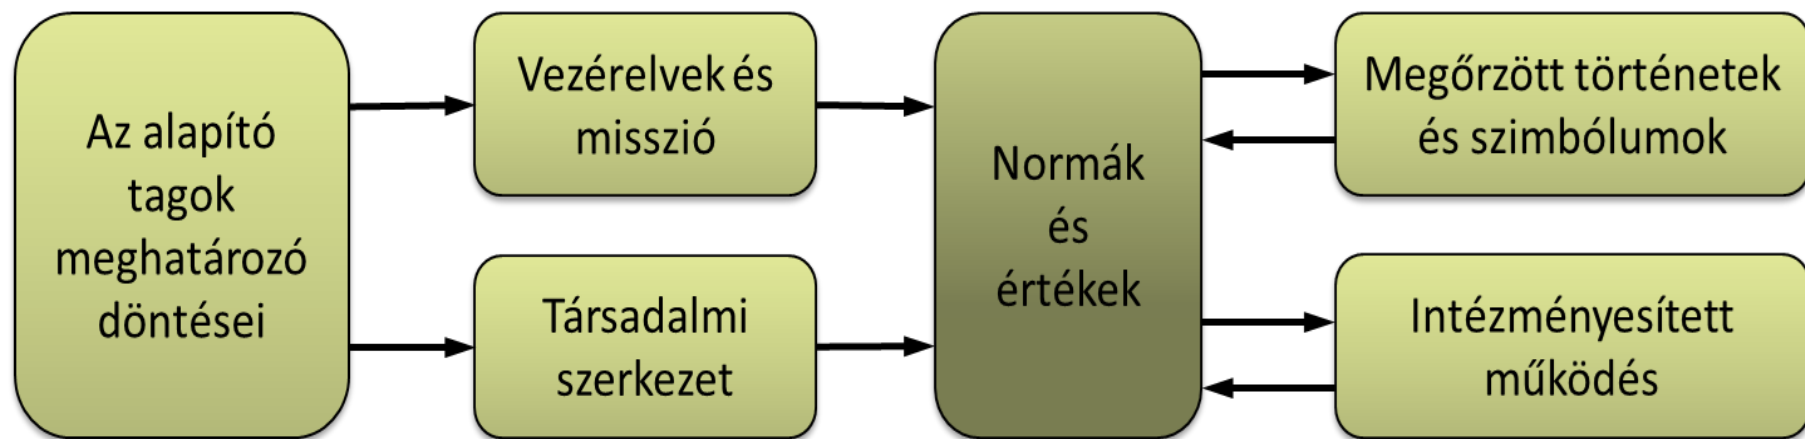 Az alapító
tagok
meghatározó
döntései
Vezérelvek és
misszió
Társadalmi
szerkezet
Normák
és
értékek
Megőrzött történetek
és szimbólumok
Intézményesített
működés